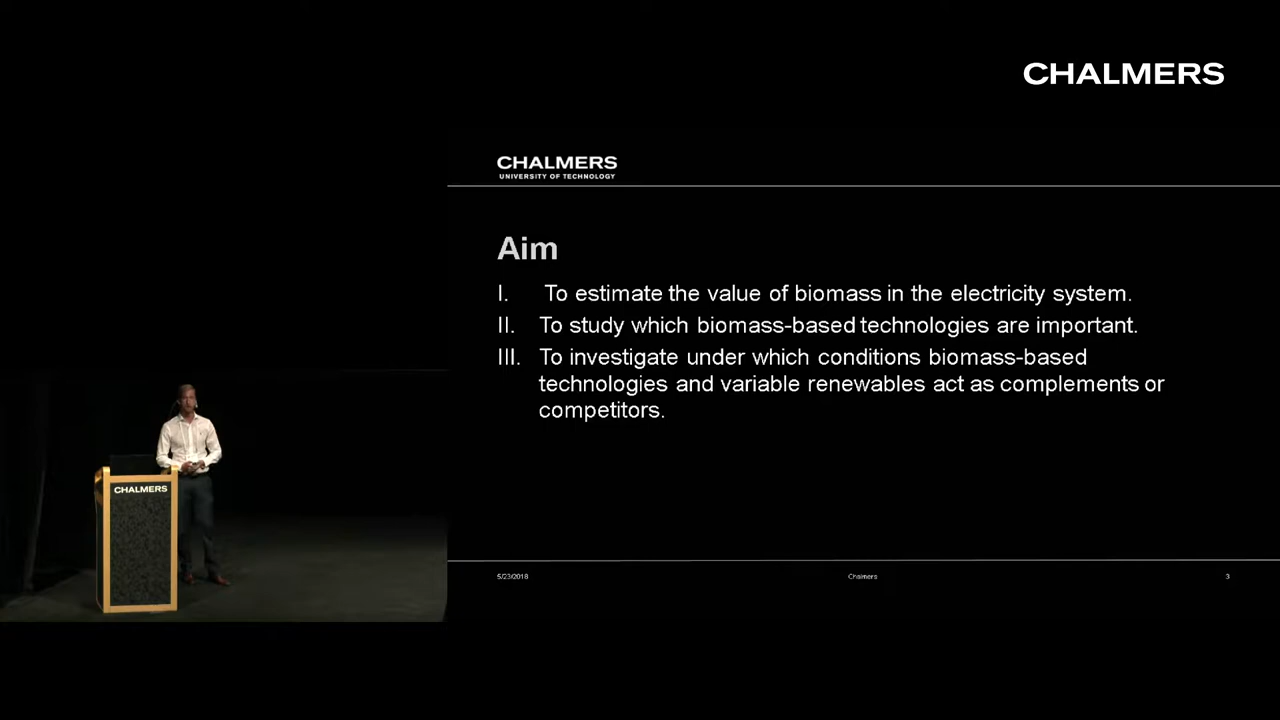 CHALMERS
CHALMERS
UNIVERSITY OF TECHNOLOGY
Aim
I. To estimate the value of biomass in the electricity system.
II. To study which biomass-based technologies are important.
III. To investigate under which conditions biomass-based
technologies and variable renewables act as complements or
competitors.
CHALMERS
5/23/2018 Chalmers 3